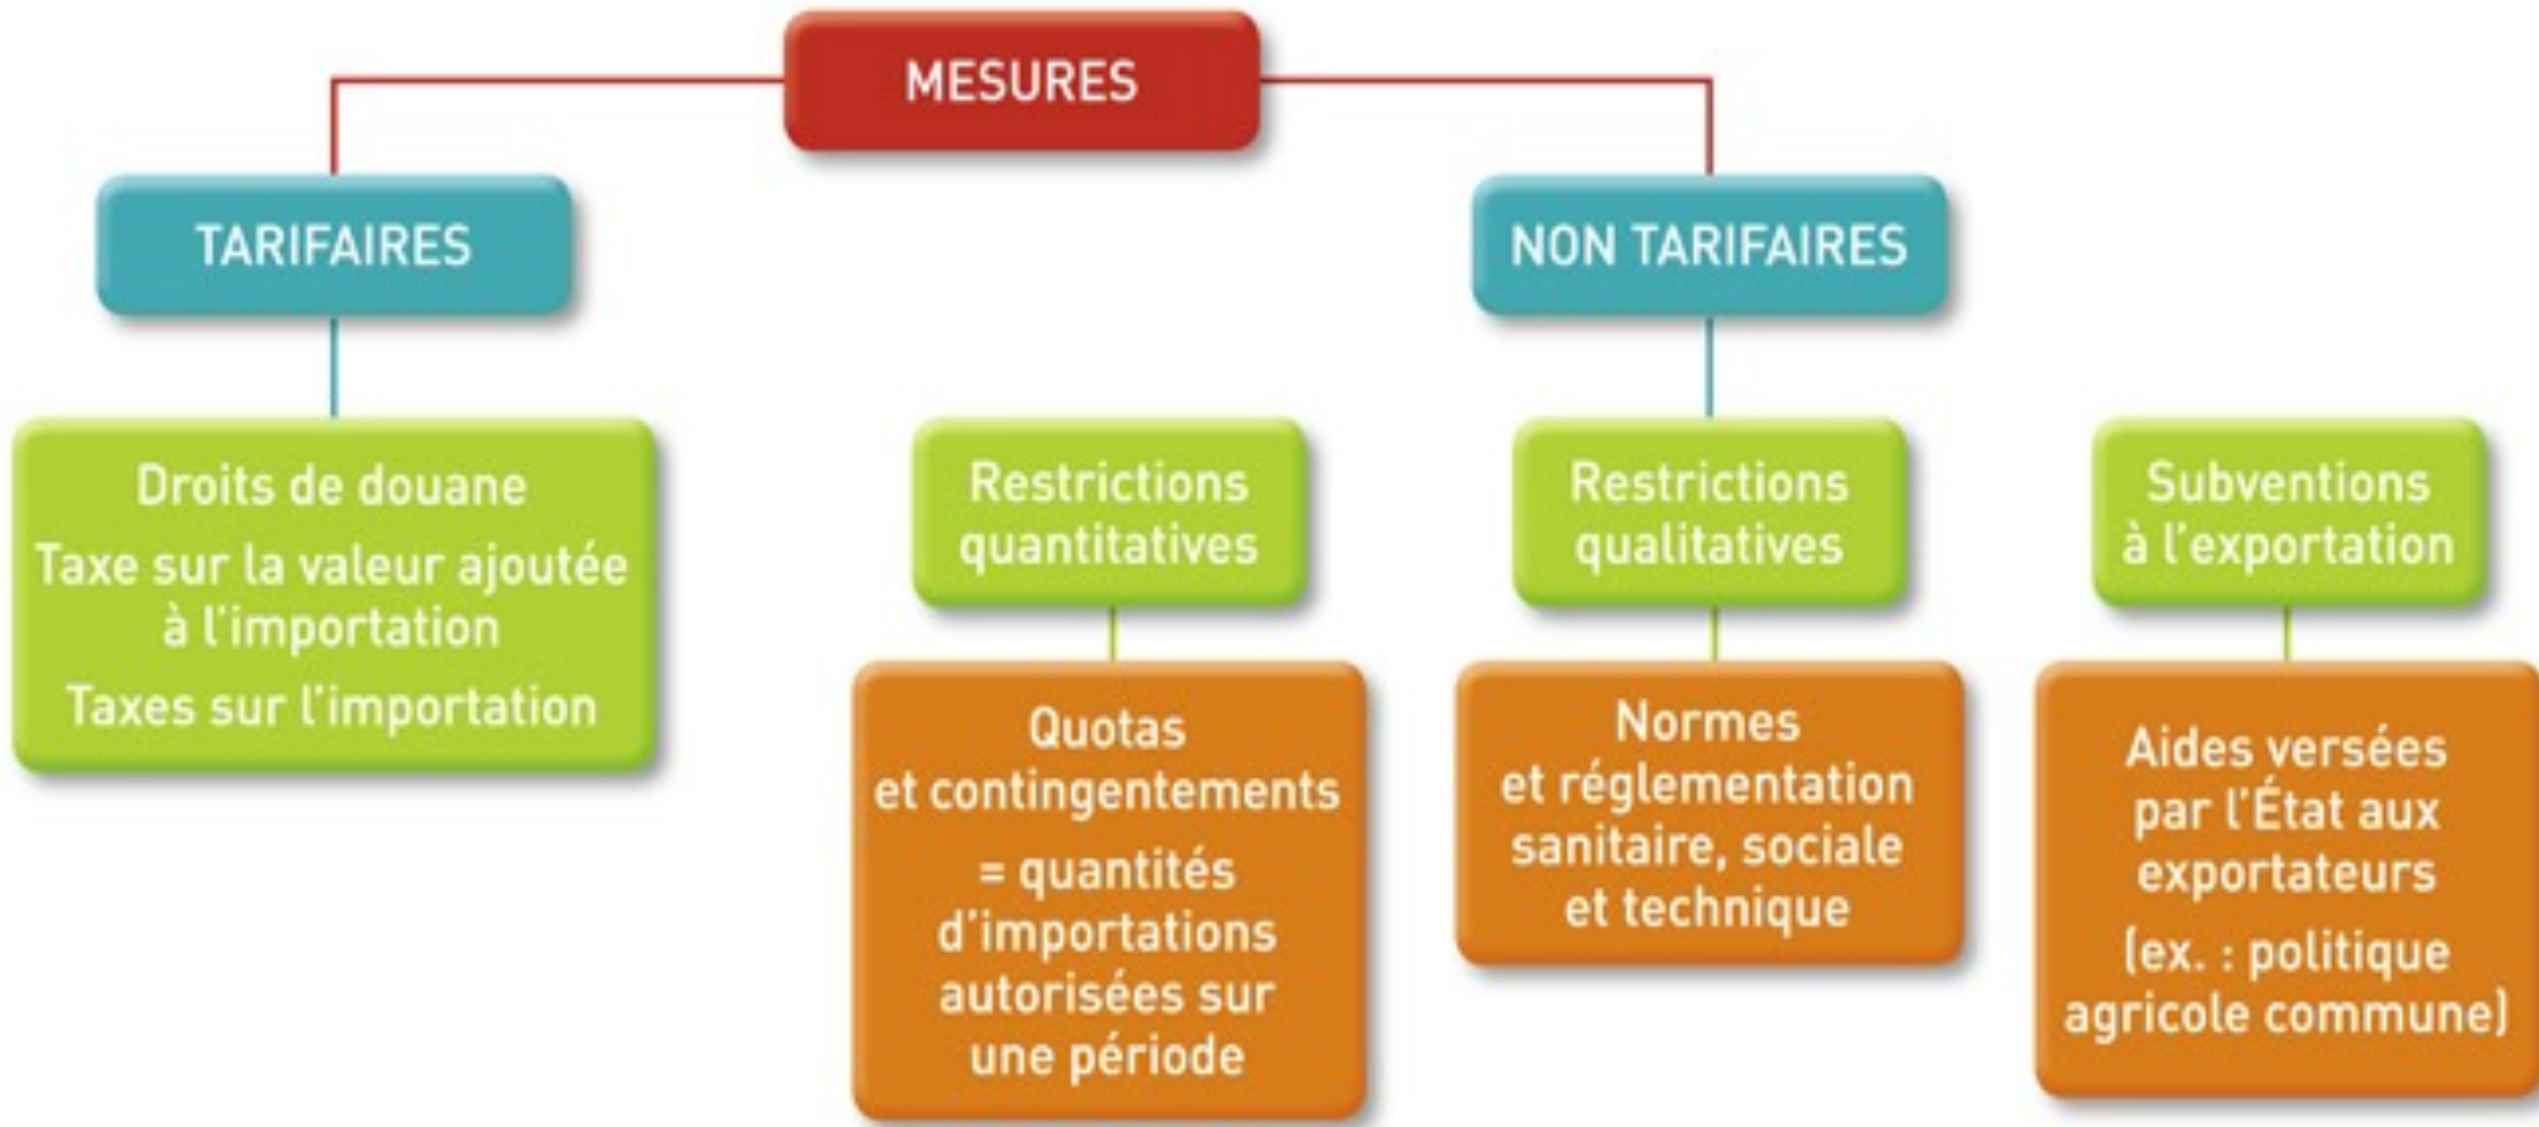 MESURES
TARIFAIRES
NON TARIFAIRES
Droits de douane
Taxe sur la valeur ajoutée
à l'importation
Taxes sur l'importation
Restrictions
quantitatives
Quotas
et contingentements
= quantités
d'importations
autorisées sur
une période
Restrictions
qualitatives
Normes
et réglementation
sanitaire, sociale
et technique
Subventions
à l'exportation
Aides versées
par l'État aux
exportateurs
(ex. : politique
agricole commune)